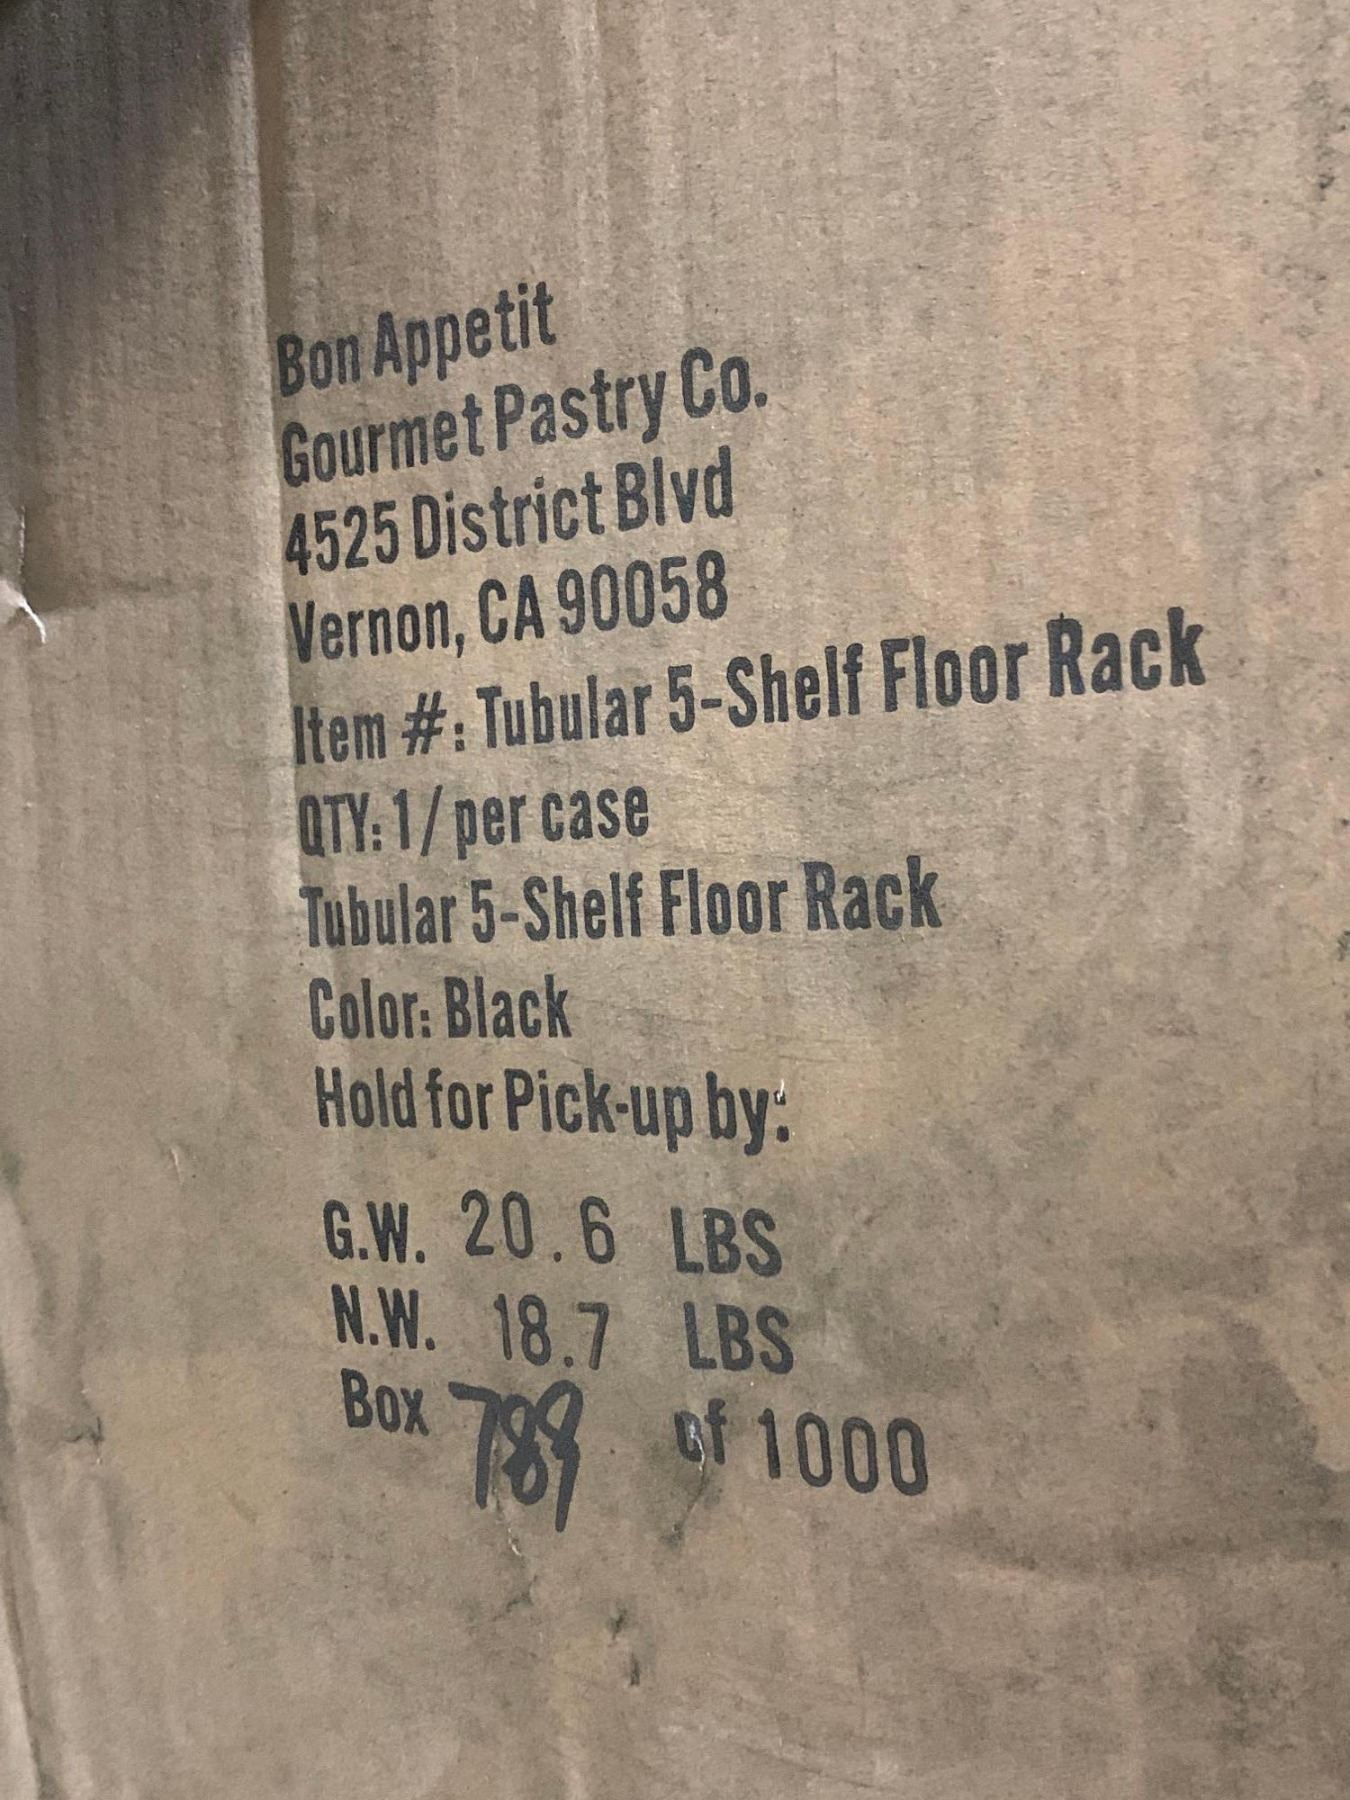 Bon Appetit
Gourmet Pastry Co.
4525 District Blvd
Vernon, CA 90058
Item #: Tubular 5-Shelf Floor Rack
QTY: 1/ per case
Tubular 5-Shelf Floor Rack
Color: Black
Hold for Pick-up by:
G.W. 20.6 LBS
N.W. 18.7 LBS
Box 789 of 1000